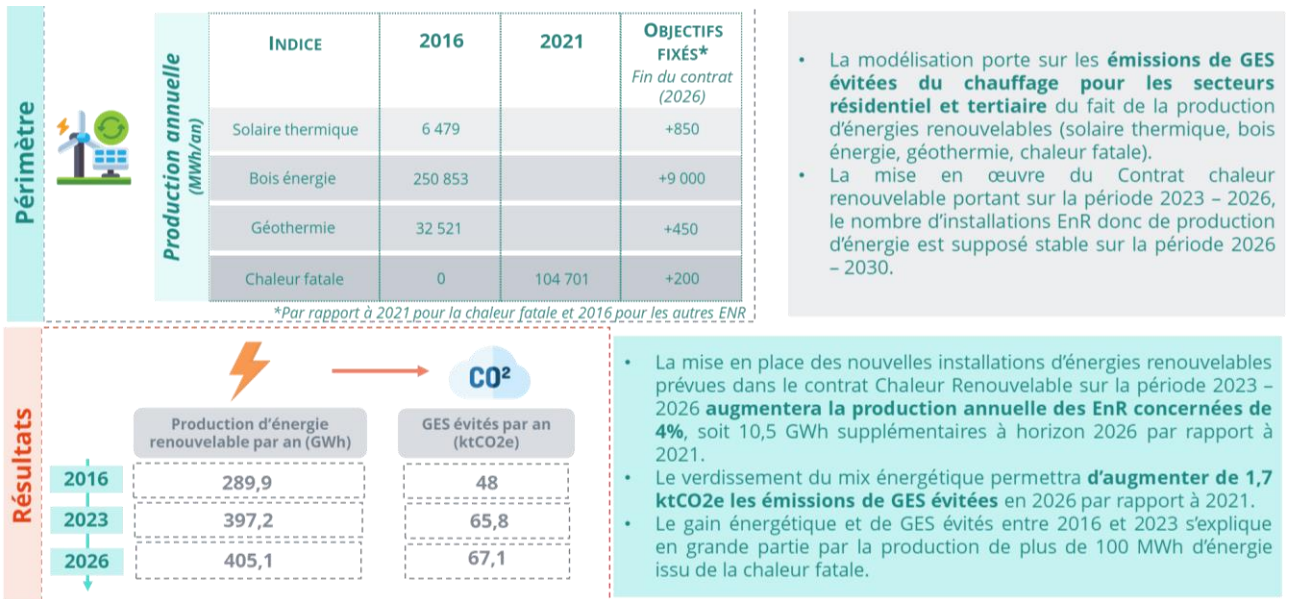 Périmètre
Production annuelle
(MWh/an)
INDICE 2016 2021 OBJECTIFS
FIXÉS*
Fin du contrat
(2026)
Solaire thermique 6 479 +850
Bois énergie 250 853 +9 000
Géothermie 32 521 +450
Chaleur fatale 0 104 701 +200
*Par rapport à 2021 pour la chaleur fatale et 2016 pour les autres ENR
• La modélisation porte sur les émissions de GES
évitées du chauffage pour les secteurs
résidentiel et tertiaire du fait de la production
d'énergies renouvelables (solaire thermique, bois
énergie, géothermie, chaleur fatale).
• La mise en œuvre du Contrat chaleur
renouvelable portant sur la période 2023 – 2026,
le nombre d'installations EnR donc de production
d'énergie est supposé stable sur la période 2026
– 2030.
Résultats
CO²
Production d'énergie
renouvelable par an (GWh)
GES évités par an
(ktCO2e)
2016 289,9 48
2023 397,2 65,8
2026 405,1 67,1
• La mise en place des nouvelles installations d'énergies renouvelables
prévues dans le contrat Chaleur Renouvelable sur la période 2023 –
2026 augmentera la production annuelle des EnR concernées de
4%, soit 10,5 GWh supplémentaires à horizon 2026 par rapport à
2021.
• Le verdissement du mix énergétique permettra d'augmenter de 1,7
ktCO2e les émissions de GES évitées en 2026 par rapport à 2021.
• Le gain énergétique et de GES évités entre 2016 et 2023 s'explique
en grande partie par la production de plus de 100 MWh d'énergie
issu de la chaleur fatale.